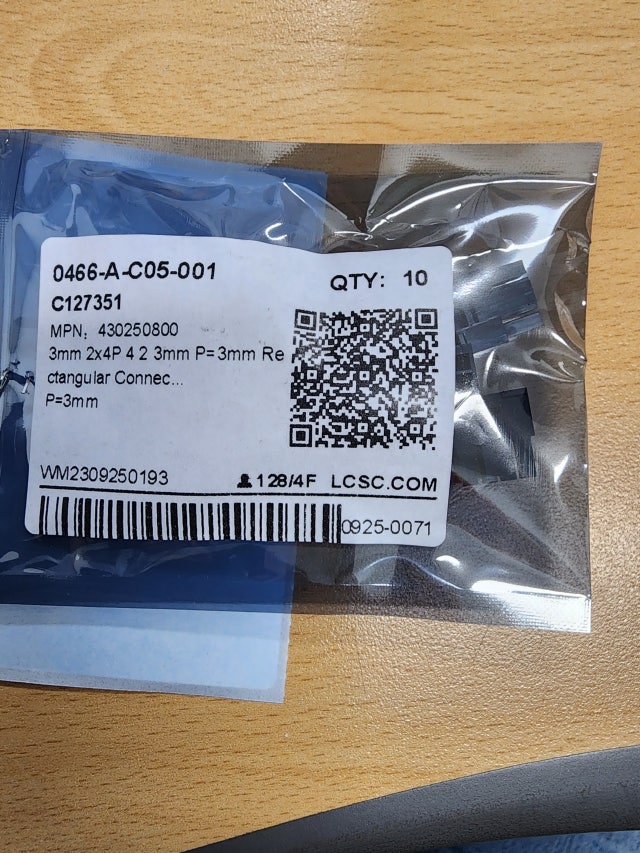 0466-A-C05-001
QTY: 10
C127351
MPN: 430250800
3mm 2x4P 4 2 3mm P=3mm Re
ctangular Connec...
P=3mm
WM2309250193
128/4F LCSC.COM
0925-0071